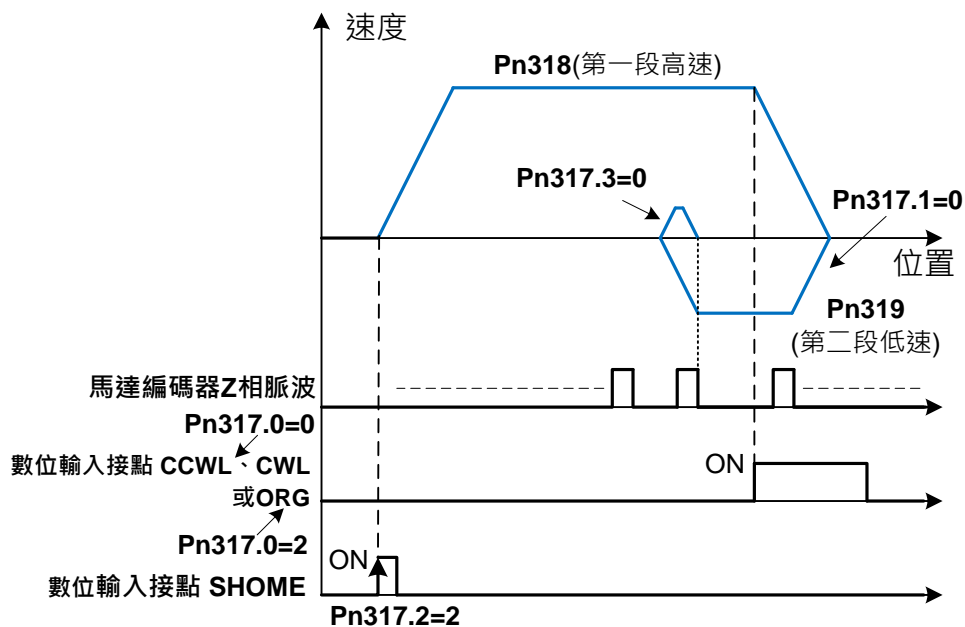 速度
Pn318(第一段高速)
Pn317.3=0
Pn317.1=0
位置
Pn319
(第二段低速)
馬達編碼器Z相脈波
Pn317.0=0
數位輸入接點 CCWL、CWL
或ORG
ON
Pn317.0=2
ON
數位輸入接點 SHOME
Pn317.2=2